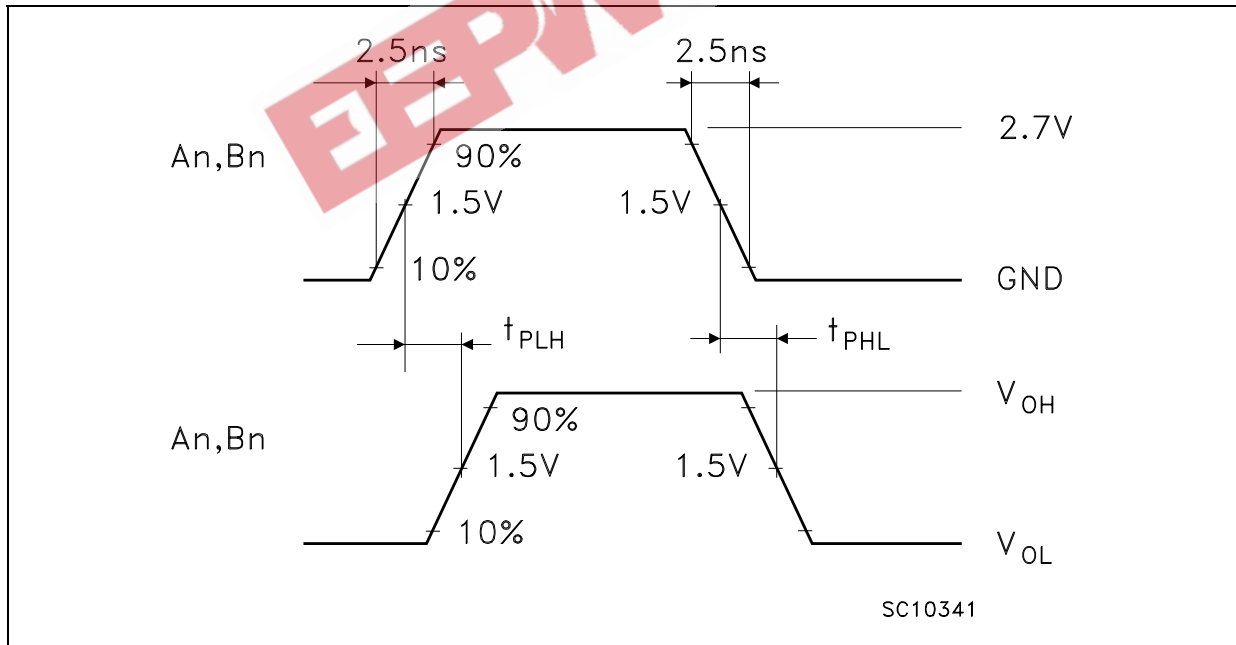 2.5ns 2.5ns
2.7V
An,Bn 90%
1.5V 1.5V
10% GND
tPLH tPHL
VOH
90%
An,Bn
1.5V 1.5V
10%
VOL
SC10341
EEPW